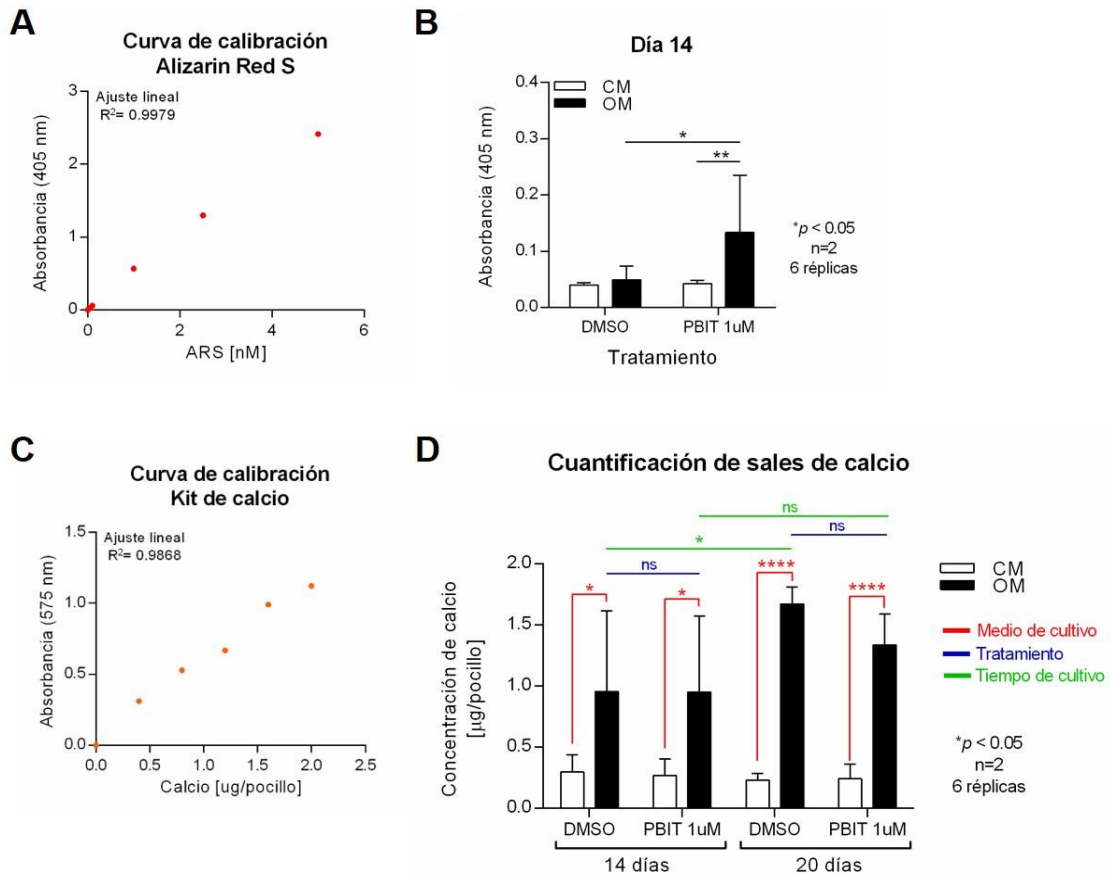 A
Curva de calibración
Alizarin Red S
Ajuste lineal
R²= 0.9979
3
2
1
0
0 2 4 6
Absorbancia (405 nm)
ARS [nM]
B
Día 14
CM
OM
0.4
0.3
0.2
0.1
0.0
Absorbancia (405 nm)
*
**
*p < 0.05
n=2
6 réplicas
DMSO PBIT 1uM
Tratamiento
C
Curva de calibración
Kit de calcio
Ajuste lineal
R²= 0.9868
1.5
1.0
0.5
0.0
0.0 0.5 1.0 1.5 2.0 2.5
Absorbancia (575 nm)
Calcio [ug/pocillo]
D
Cuantificación de sales de calcio
ns
ns
*
ns
* * **** ****
2.0
1.5
1.0
0.5
0.0
Concentración de calcio
[µg/pocillo]
CM
OM
Medio de cultivo
Tratamiento
Tiempo de cultivo
*p < 0.05
n=2
6 réplicas
DMSO PBIT 1uM DMSO PBIT 1uM
14 días 20 días